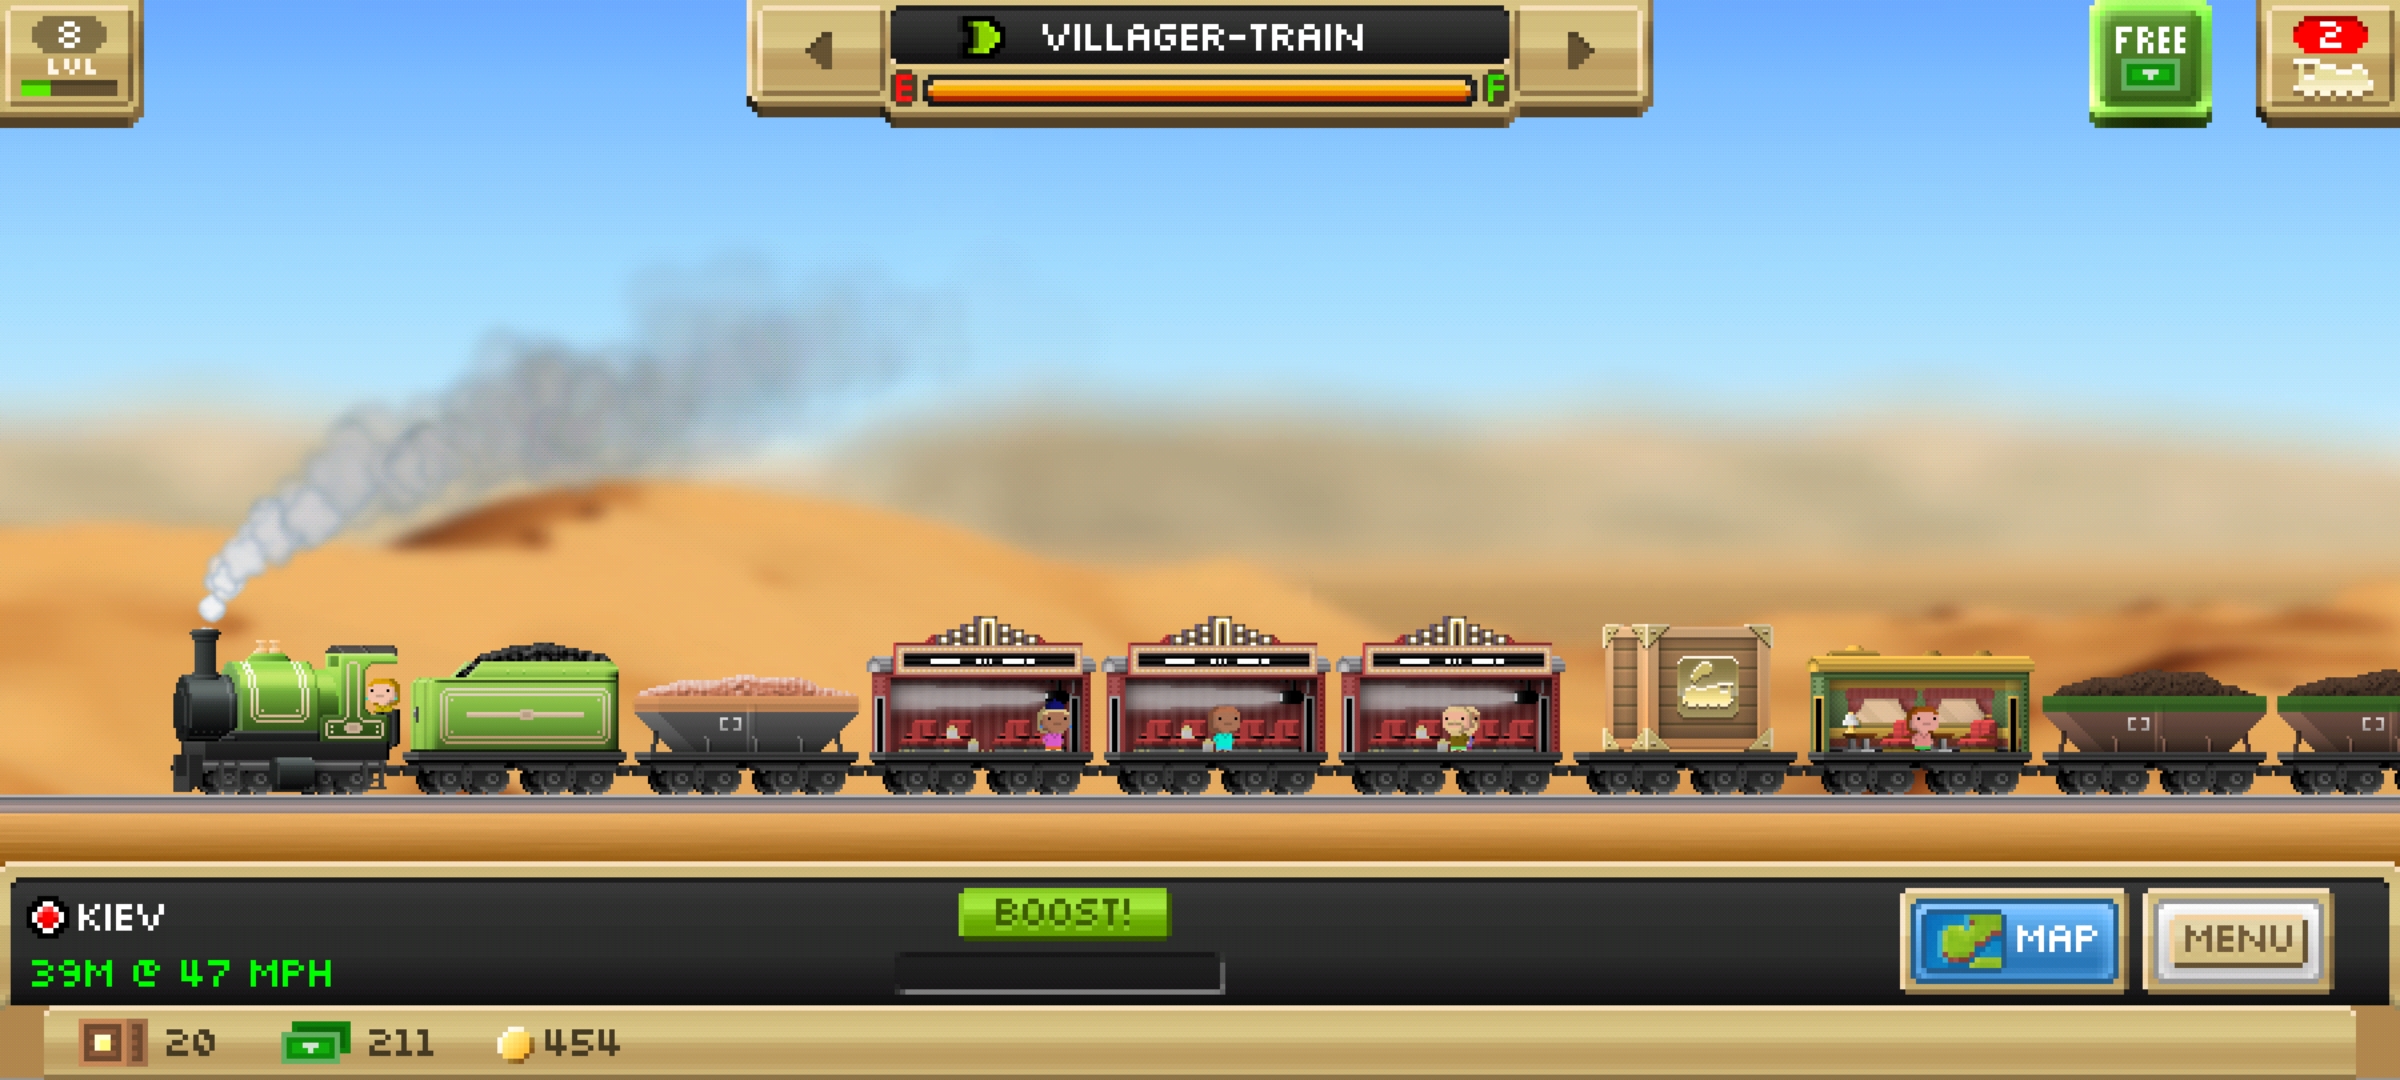 8
LVL
VILLAGER-TRAIN
E
F
FREE
2
KIEV
39M @ 47 MPH
BOOST!
MAP
MENU
20
211
454